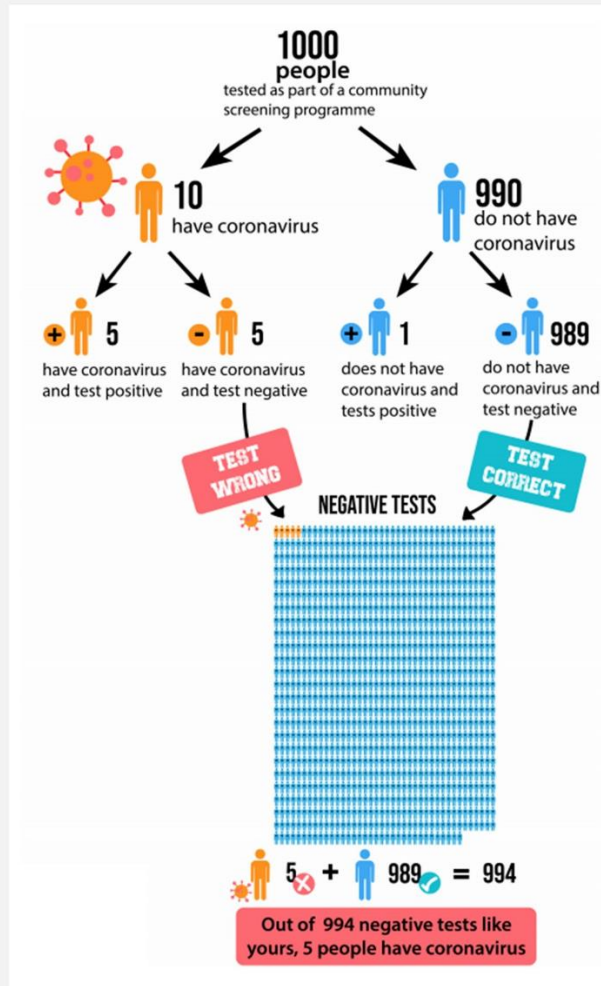 1000
people
tested as part of a community
screening programme
10
have coronavirus
990
do not have
coronavirus
+ 5
have coronavirus
and test positive
- 5
have coronavirus
and test negative
+ 1
does not have
coronavirus and
tests positive
- 989
do not have
coronavirus and
test negative
TEST
WRONG
TEST
CORRECT
NEGATIVE TESTS
5 + 989 = 994
Out of 994 negative tests like
yours, 5 people have coronavirus